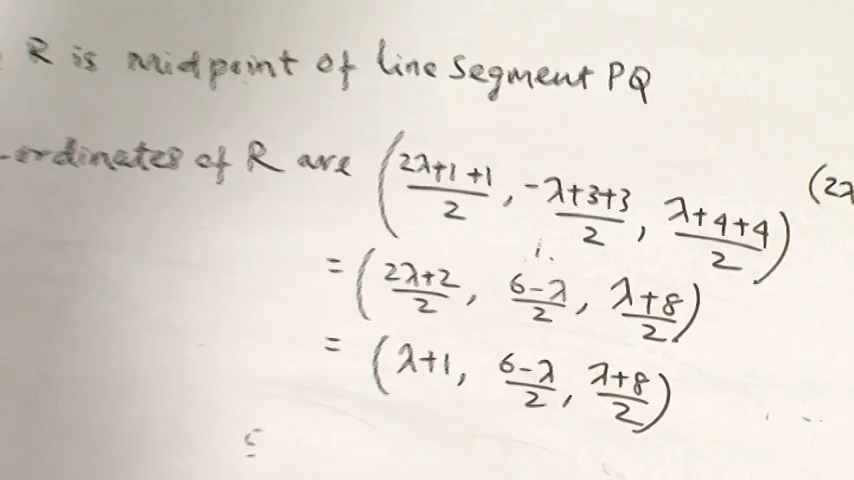 R is midpoint of line segment PQ
-ordinates of R are ( (2λ+1+1)/2 , (-λ+3+3)/2 , (λ+4+4)/2 ) (2λ
= ( (2λ+2)/2 , (6-λ)/2 , (λ+8)/2 )
= ( λ+1, (6-λ)/2 , (λ+8)/2 )